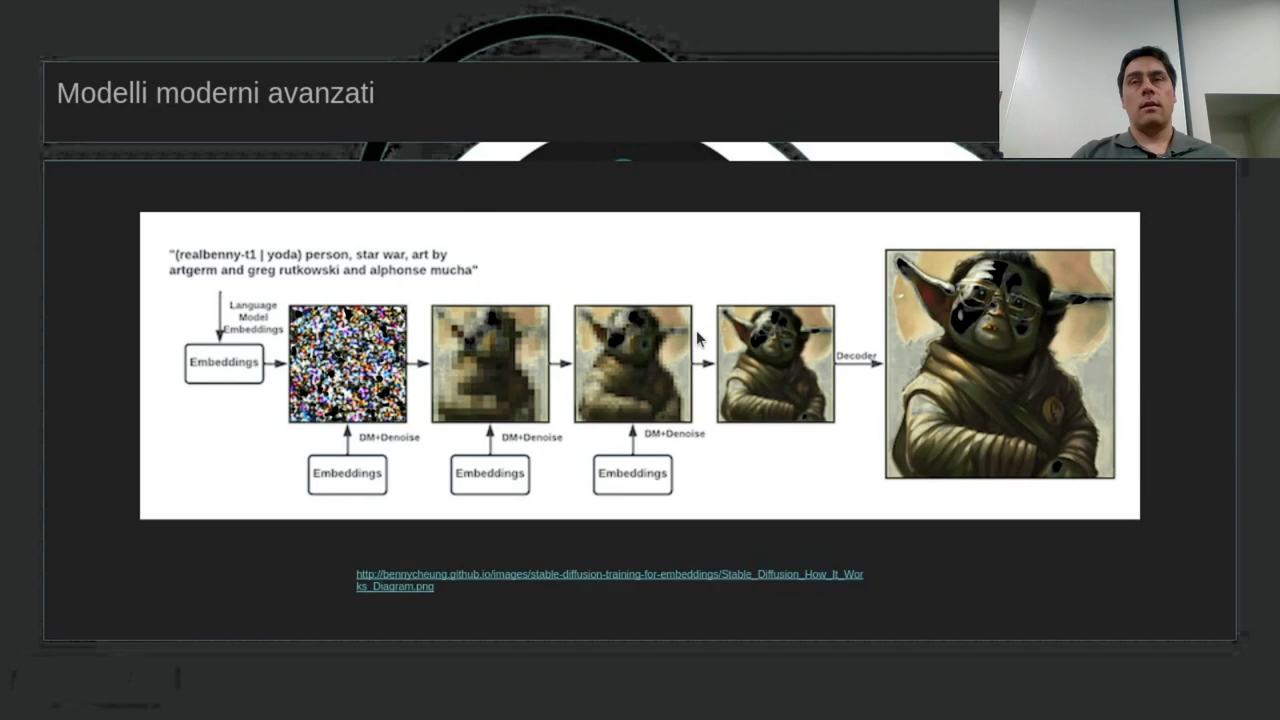 Modelli moderni avanzati
"(realbenny-t1 | yoda) person, star war, art by
artgerm and greg rutkowski and alphonse mucha"
Language
Model
Embeddings
Embeddings
Decoder
DM+Denoise
DM+Denoise
DM+Denoise
Embeddings
Embeddings
Embeddings
http://bennycheung.github.io/images/stable-diffusion-training-for-embeddings/Stable_Diffusion_How_It_Wor
ks_Diagram.png